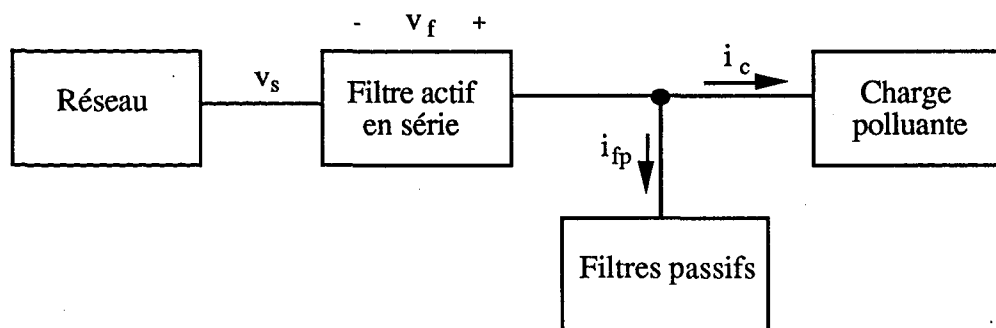 - v_f +
Réseau
v_s
Filtre actif
en série
i_c
Charge
polluante
i_fp
Filtres passifs